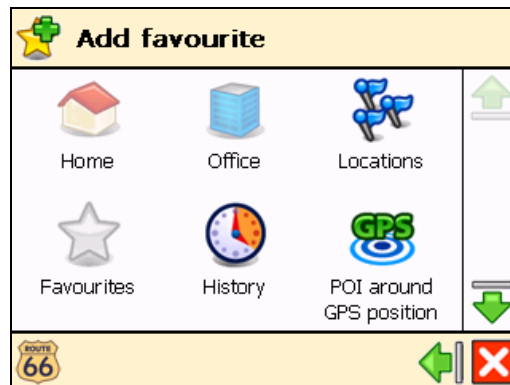 Add favourite
Home
Office
Locations
GPS
Favourites
History
POI around
GPS position
ROUTE
66